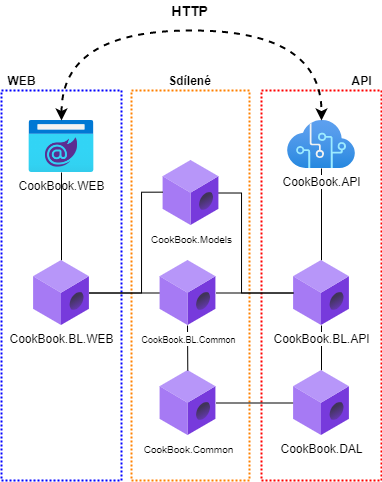 HTTP
WEB
Sdílené
API
CookBook.WEB
CookBook.API
CookBook.Models
CookBook.BL.WEB
CookBook.BL.Common
CookBook.BL.API
CookBook.Common
CookBook.DAL